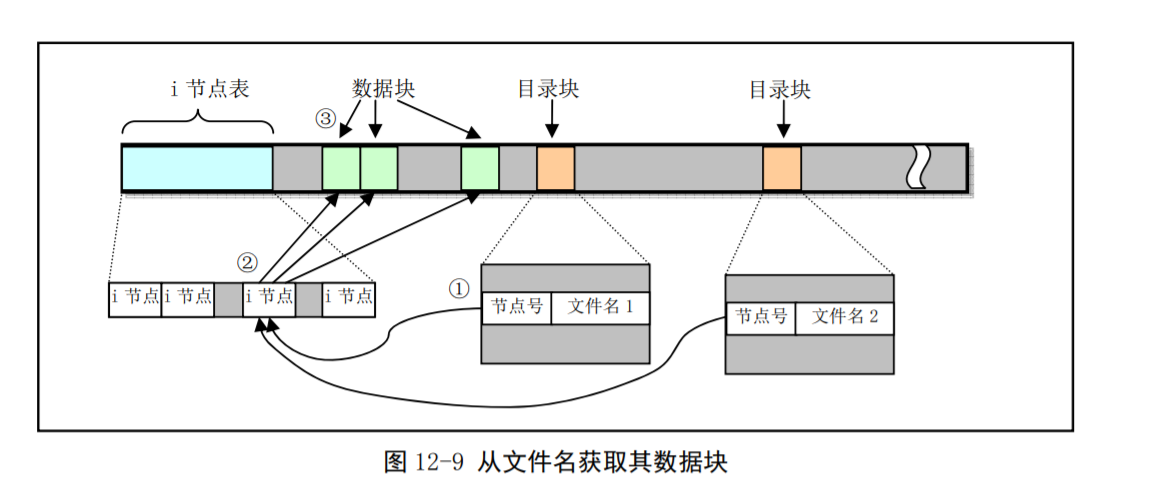 i 节点表
数据块
目录块
目录块
③
②
①
i 节点
i 节点
i 节点
i 节点
节点号
文件名 1
节点号
文件名 2
图 12-9 从文件名获取其数据块